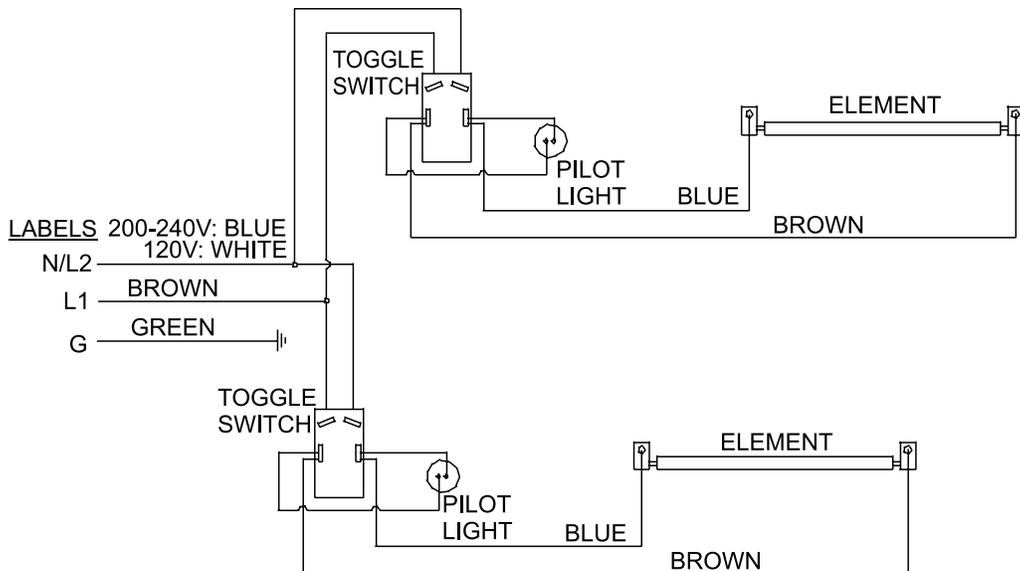 TOGGLE
SWITCH
ELEMENT
PILOT
LIGHT
BLUE
BROWN
LABELS 200-240V: BLUE
120V: WHITE
N/L2
L1 BROWN
G GREEN
TOGGLE
SWITCH
ELEMENT
PILOT
LIGHT
BLUE
BROWN